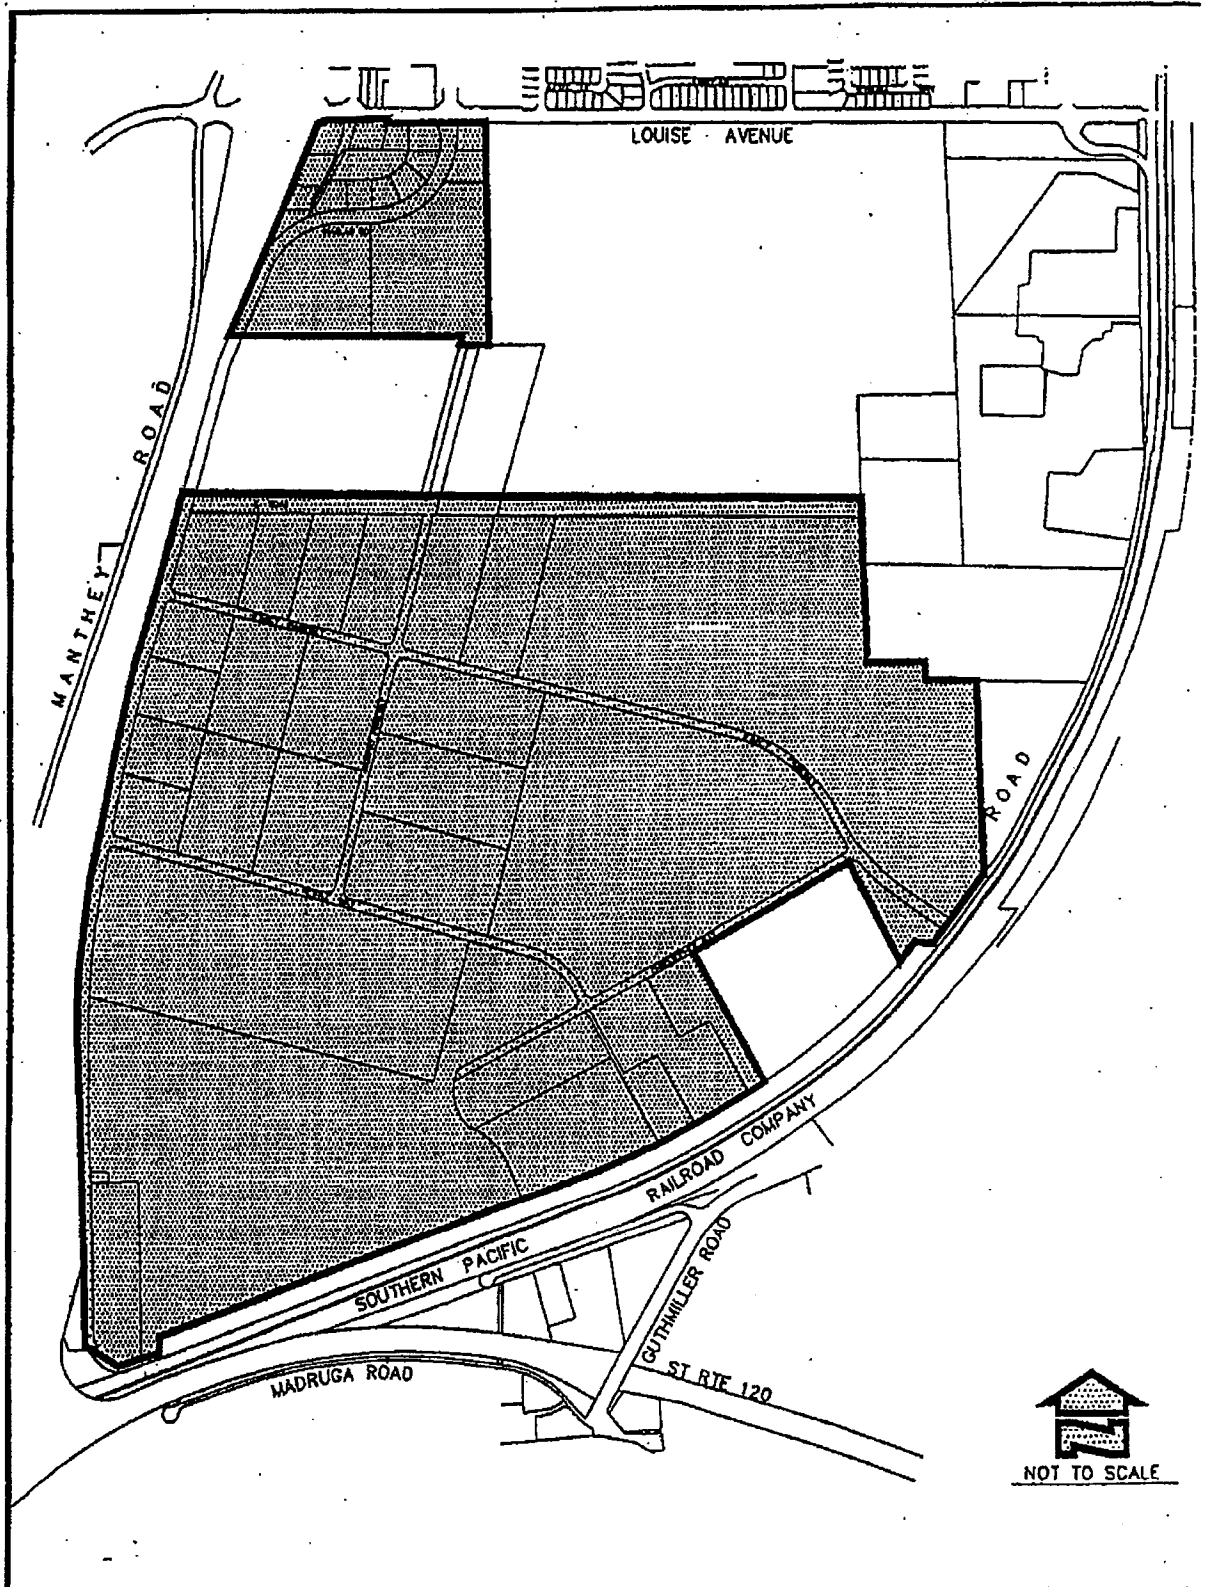 LOUISE AVENUE
MANTHEY ROAD
ROAD
SOUTHERN PACIFIC RAILROAD COMPANY
GUTHMILLER ROAD
MADRUGA ROAD
ST RTE 120
NOT TO SCALE